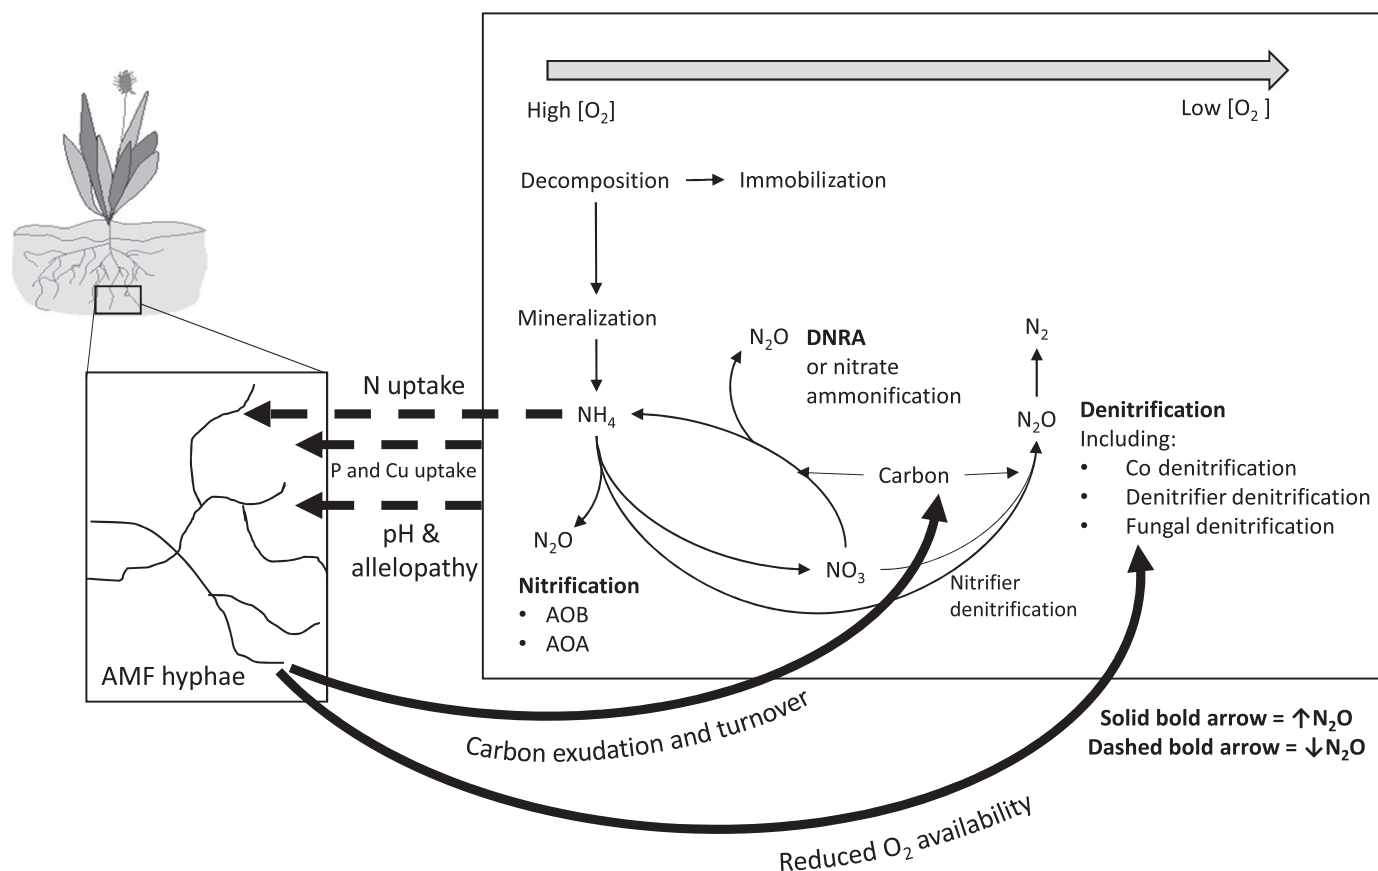 High [O₂]
Low [O₂ ]
Decomposition
Immobilization
Mineralization
N₂O
DNRA
or nitrate
ammonification
N₂
N uptake
NH₄
N₂O
Denitrification
Including:
• Co denitrification
• Denitrifier denitrification
• Fungal denitrification
P and Cu uptake
Carbon
pH &
allelopathy
N₂O
NO₃
Nitrification
• AOB
• AOA
Nitrifier
denitrification
AMF hyphae
Carbon exudation and turnover
Solid bold arrow = ↑N₂O
Dashed bold arrow = ↓N₂O
Reduced O₂ availability